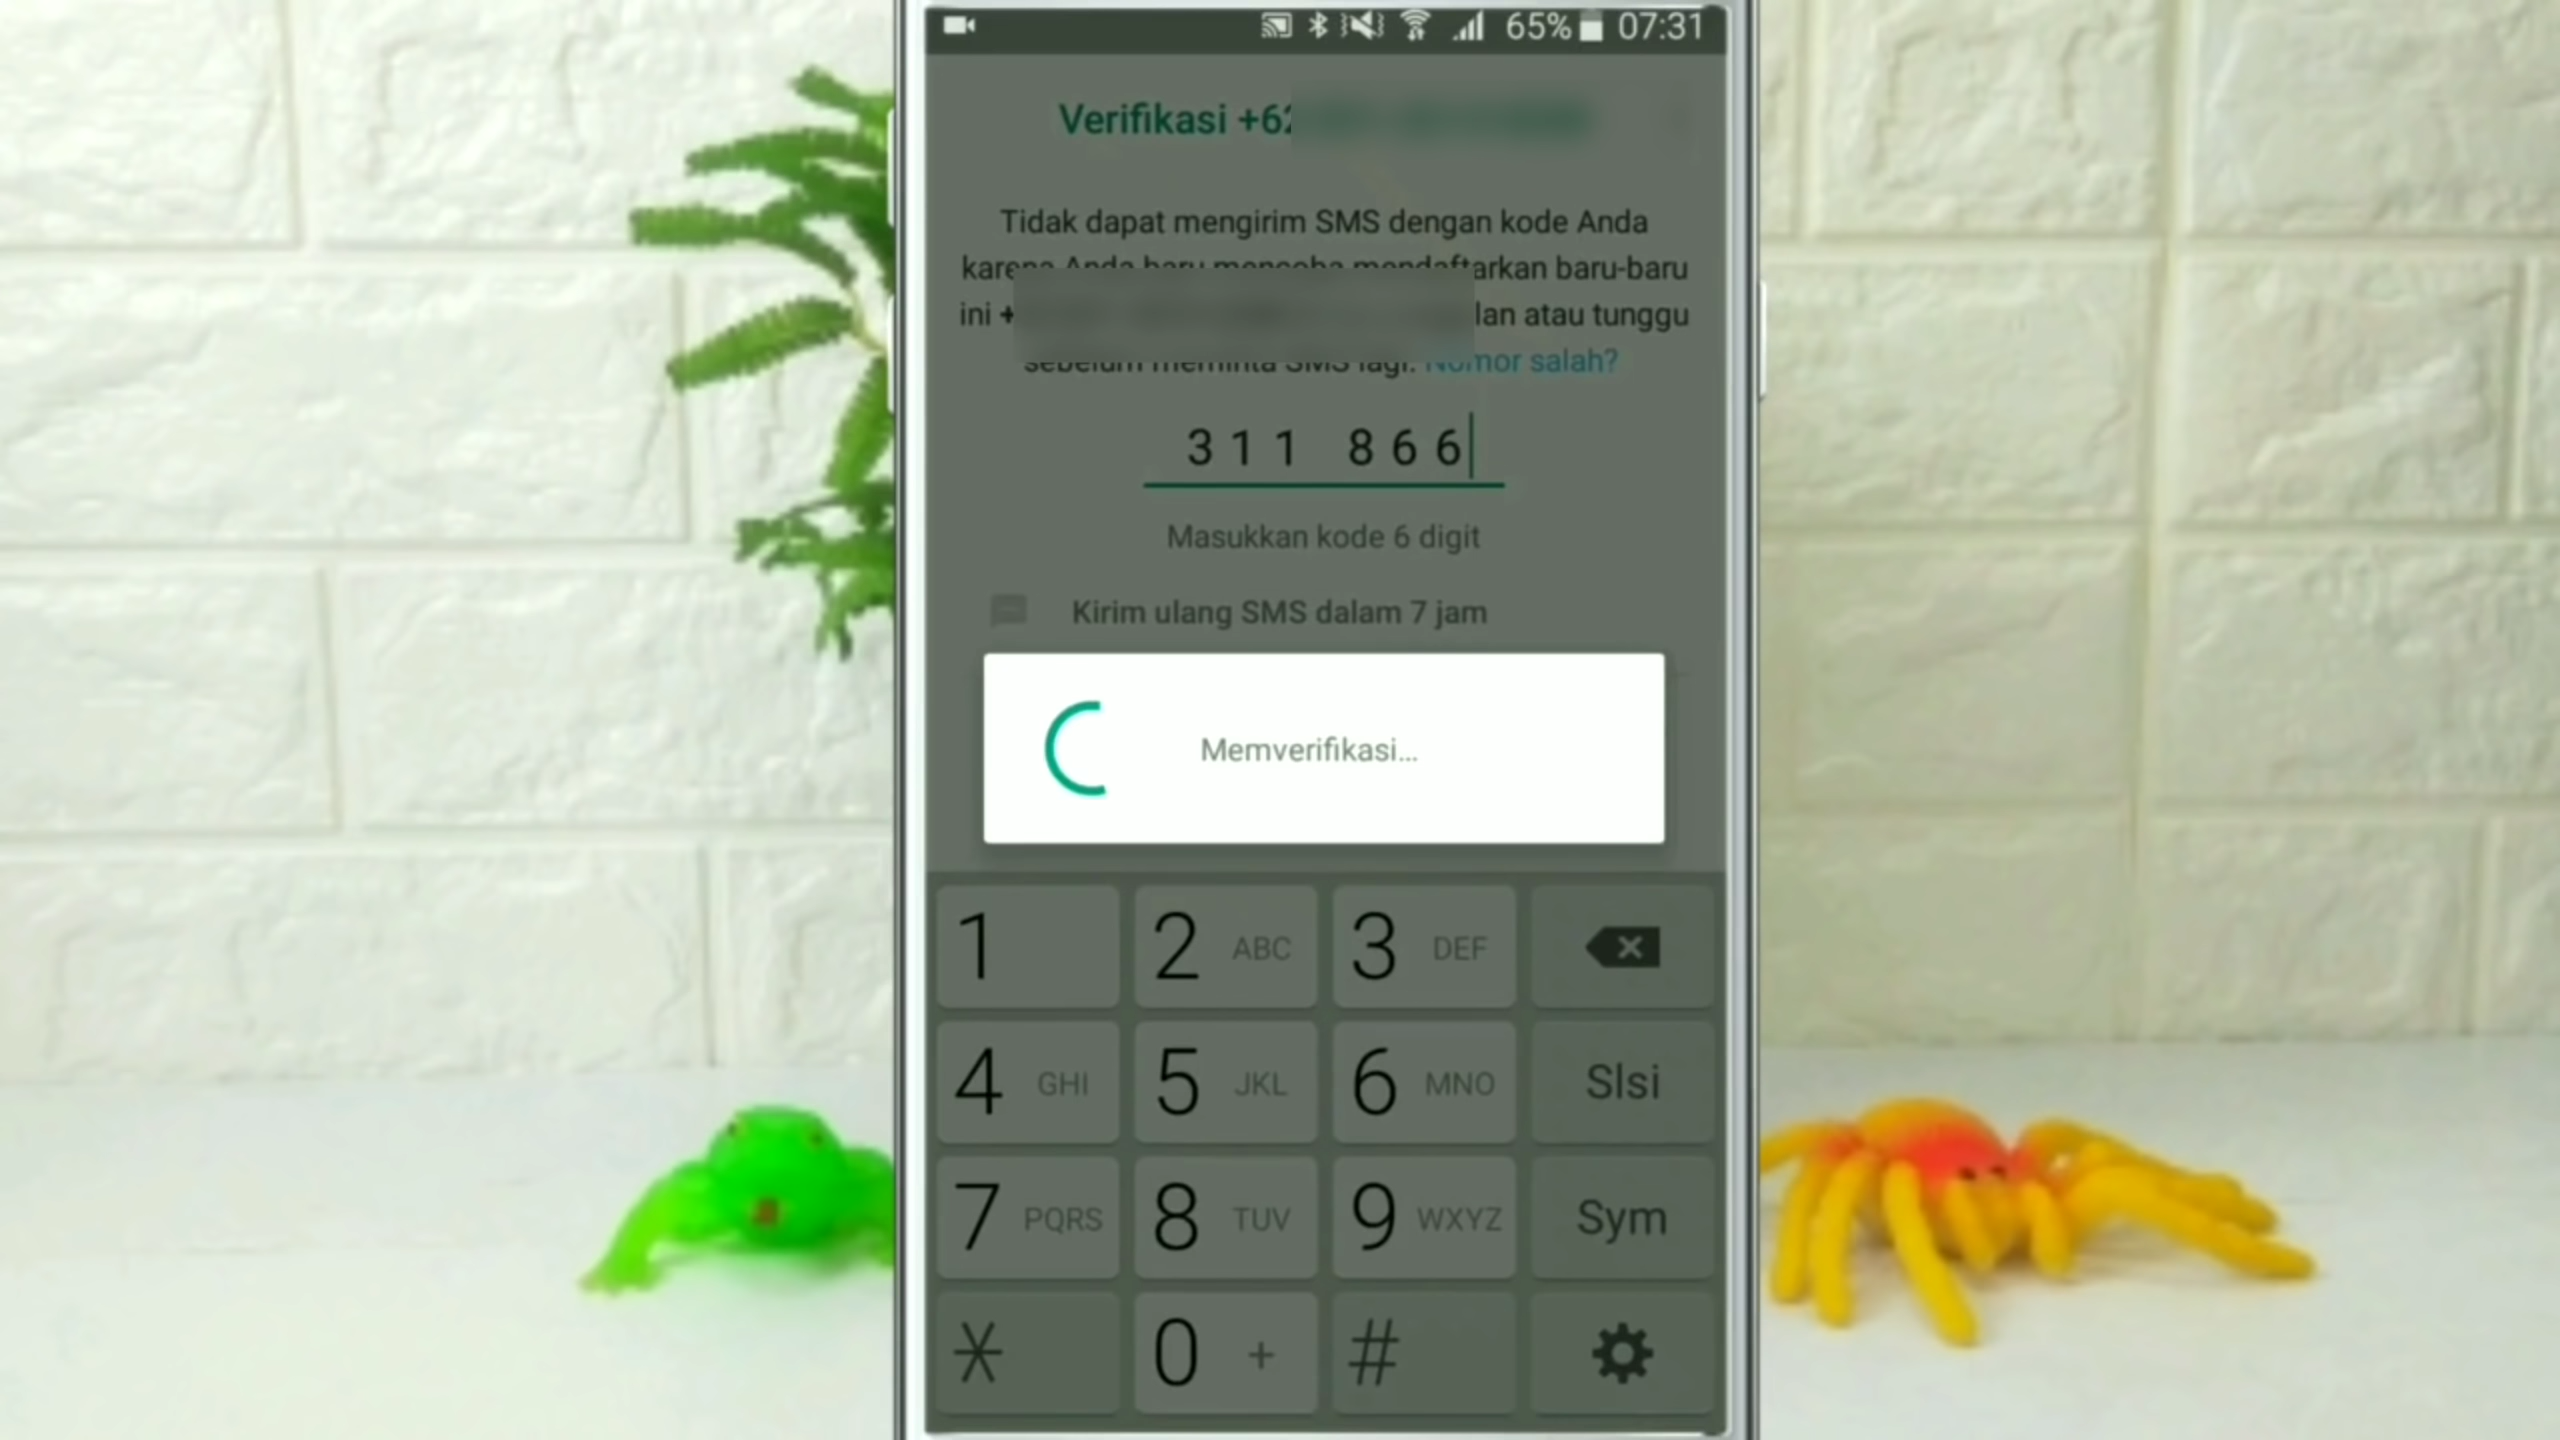 65% 07:31
Verifikasi +62
Tidak dapat mengirim SMS dengan kode Anda
karena Anda baru mencoba mendaftarkan baru-baru
ini + lan atau tunggu
sebelum meminta SMS lagi. Nomor salah?
311 866
Masukkan kode 6 digit
Kirim ulang SMS dalam 7 jam
Memverifikasi...
1 2 ABC 3 DEF
4 GHI 5 JKL 6 MNO Slsi
7 PQRS 8 TUV 9 WXYZ Sym
* 0 + #